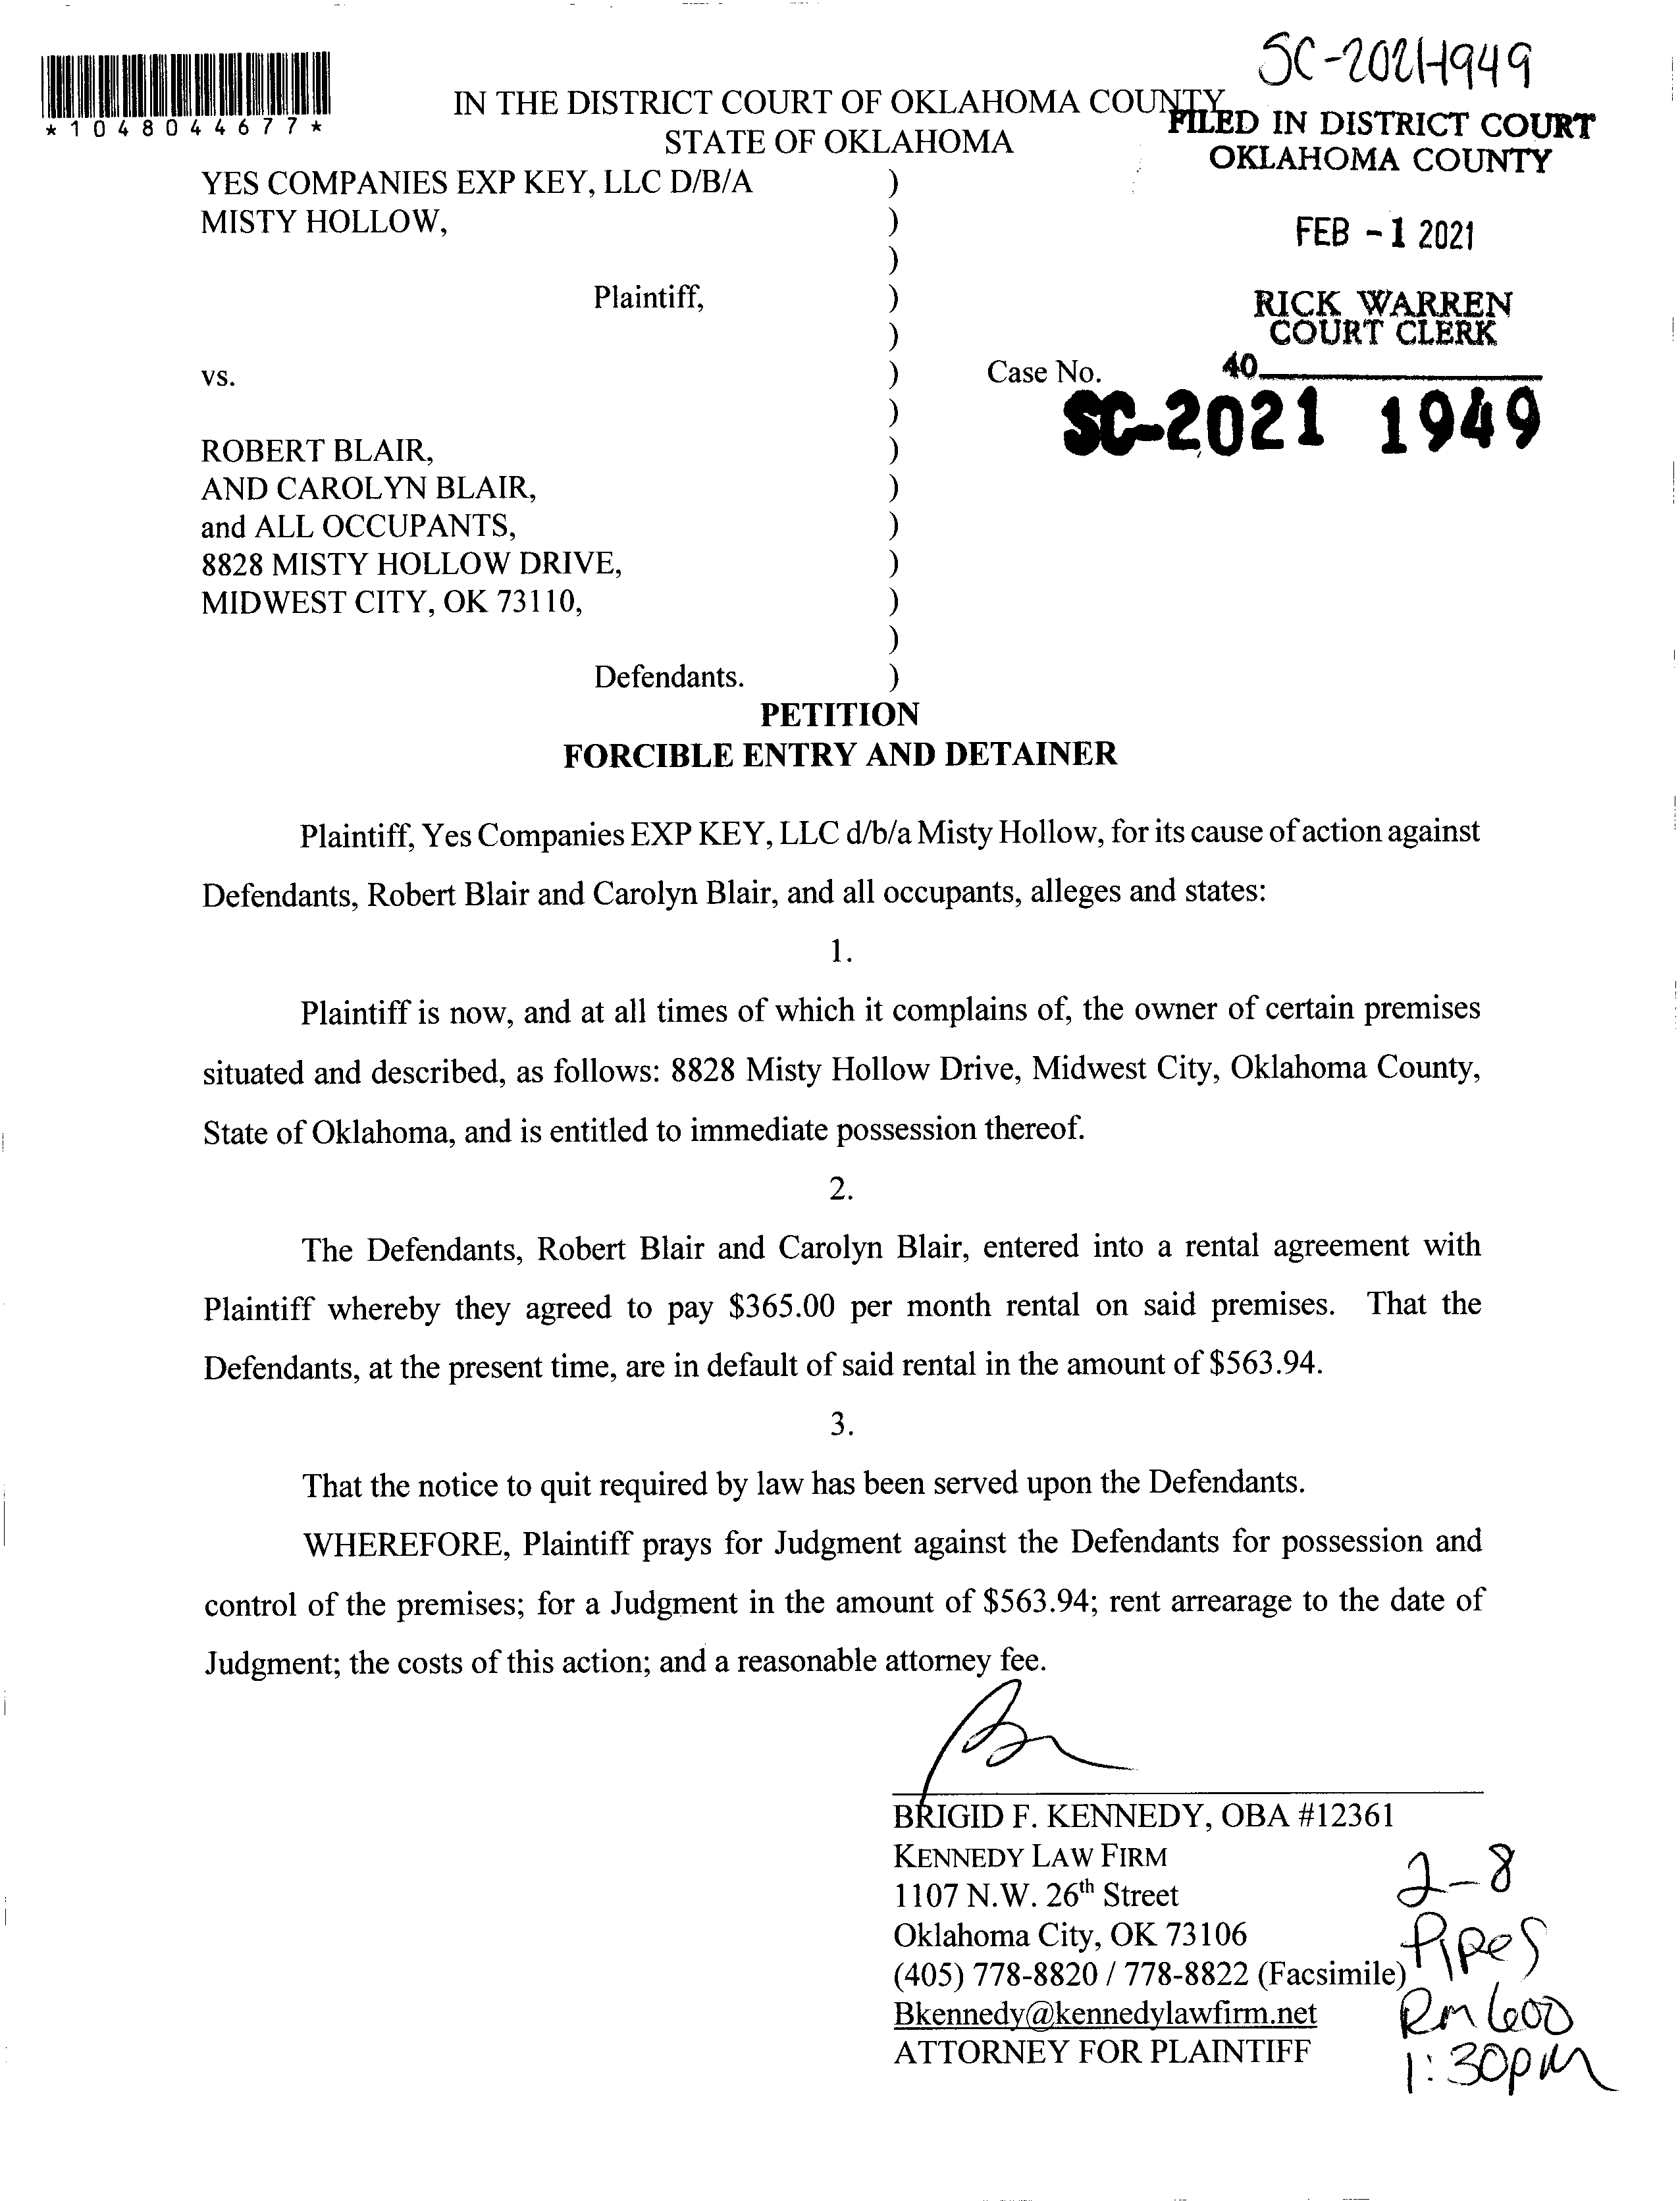 SC-2021-1949
*1048044677*
IN THE DISTRICT COURT OF OKLAHOMA COUNTY
STATE OF OKLAHOMA
FILED IN DISTRICT COURT
OKLAHOMA COUNTY
FEB -1 2021
RICK WARREN
COURT CLERK
40
YES COMPANIES EXP KEY, LLC D/B/A )
MISTY HOLLOW, )
)
Plaintiff, )
)
vs. ) Case No.
SC-2021 1949
)
ROBERT BLAIR, )
AND CAROLYN BLAIR, )
and ALL OCCUPANTS, )
8828 MISTY HOLLOW DRIVE, )
MIDWEST CITY, OK 73110, )
)
Defendants. )
PETITION
FORCIBLE ENTRY AND DETAINER
Plaintiff, Yes Companies EXP KEY, LLC d/b/a Misty Hollow, for its cause of action against
Defendants, Robert Blair and Carolyn Blair, and all occupants, alleges and states:
1.
Plaintiff is now, and at all times of which it complains of, the owner of certain premises
situated and described, as follows: 8828 Misty Hollow Drive, Midwest City, Oklahoma County,
State of Oklahoma, and is entitled to immediate possession thereof.
2.
The Defendants, Robert Blair and Carolyn Blair, entered into a rental agreement with
Plaintiff whereby they agreed to pay $365.00 per month rental on said premises. That the
Defendants, at the present time, are in default of said rental in the amount of $563.94.
3.
That the notice to quit required by law has been served upon the Defendants.
WHEREFORE, Plaintiff prays for Judgment against the Defendants for possession and
control of the premises; for a Judgment in the amount of $563.94; rent arrearage to the date of
Judgment; the costs of this action; and a reasonable attorney fee.
BRIGID F. KENNEDY, OBA #12361
KENNEDY LAW FIRM
1107 N.W. 26th Street
Oklahoma City, OK 73106
(405) 778-8820 / 778-8822 (Facsimile)
Bkennedy@kennedylawfirm.net
ATTORNEY FOR PLAINTIFF
2-8
Pipes
Rm 600
1:30pm